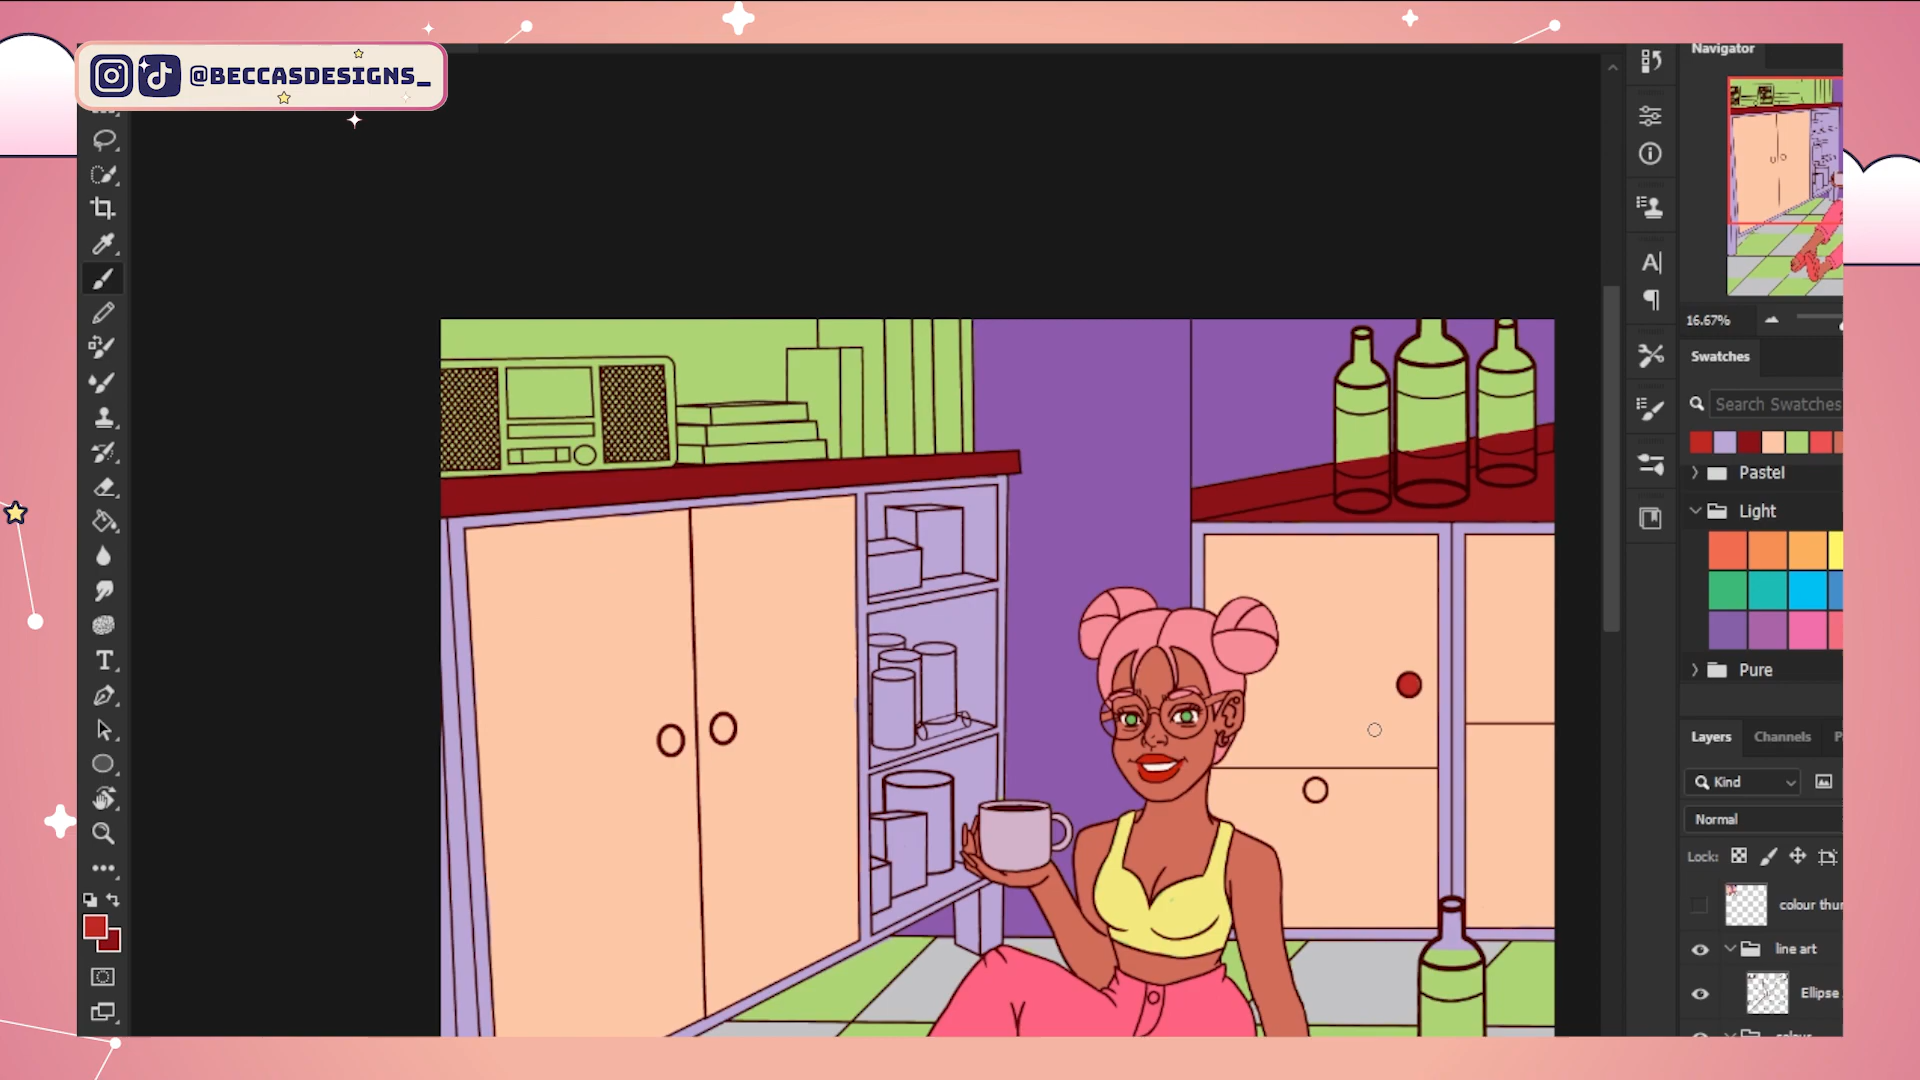 @BECCASDESIGNS_
Navigator
16.67%
Swatches
Search Swatches
Pastel
Light
Pure
Layers
Channels
P
Kind
Normal
Lock:
colour thu
line art
Ellipse